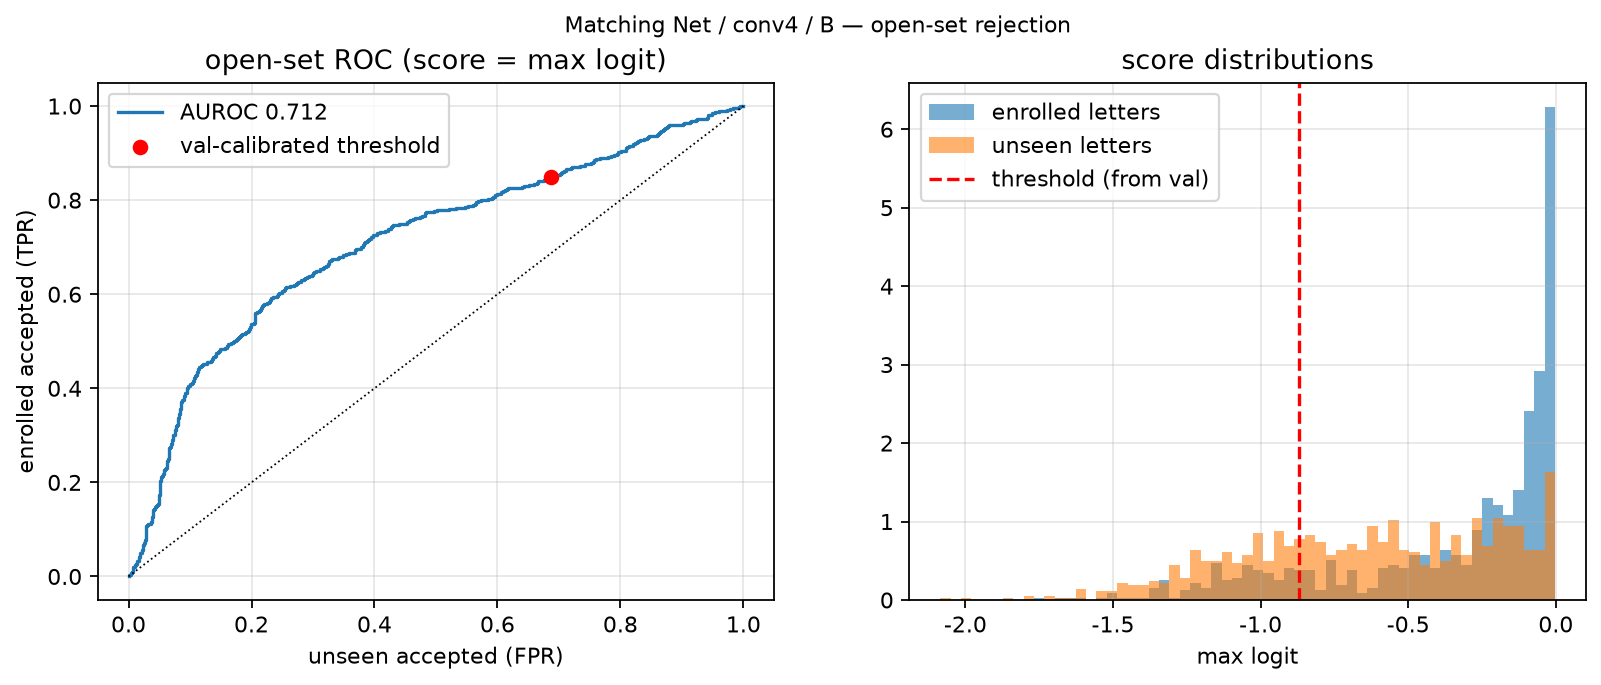 Matching Net / conv4 / B — open-set rejection
open-set ROC (score = max logit)
AUROC 0.712
val-calibrated threshold
1.0
0.8
0.6
0.4
0.2
0.0
enrolled accepted (TPR)
0.0 0.2 0.4 0.6 0.8 1.0
unseen accepted (FPR)
score distributions
enrolled letters
unseen letters
threshold (from val)
6
5
4
3
2
1
0
-2.0 -1.5 -1.0 -0.5 0.0
max logit